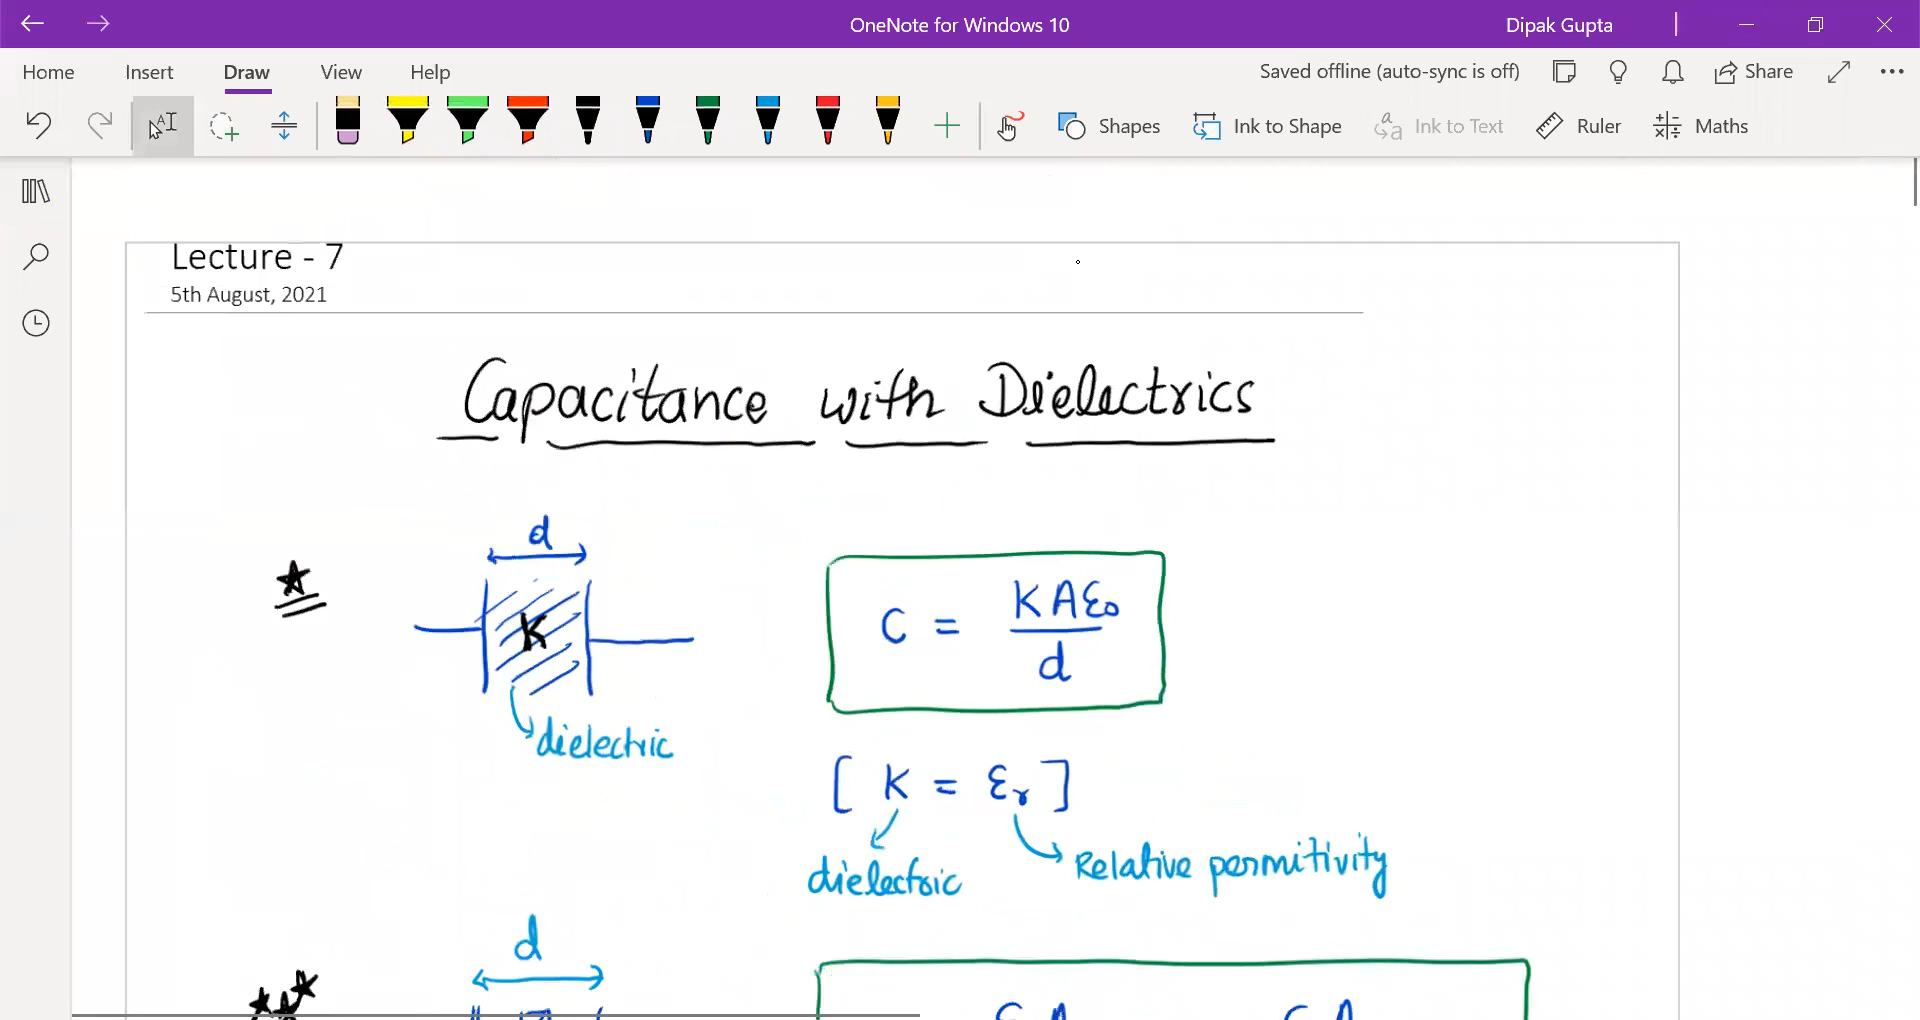 OneNote for Windows 10
Dipak Gupta
Home Insert Draw View Help
Saved offline (auto-sync is off)
Share
Shapes
Ink to Shape
Ink to Text
Ruler
Maths
Lecture - 7
5th August, 2021
Capacitance with Dielectrics
d
K
dielectric
C = KAε₀ / d
[ K = εr ]
dielectric
Relative permitivity
d